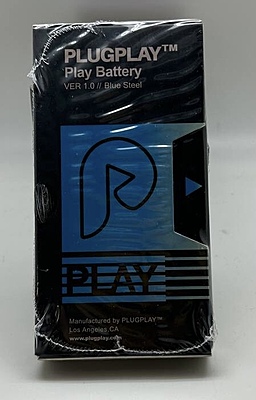 PLUGPLAY™
Play Battery
VER 1.0 // Blue Steel
PLAY
Manufactured by PLUGPLAY™
Los Angeles, CA
www.plugplay.com